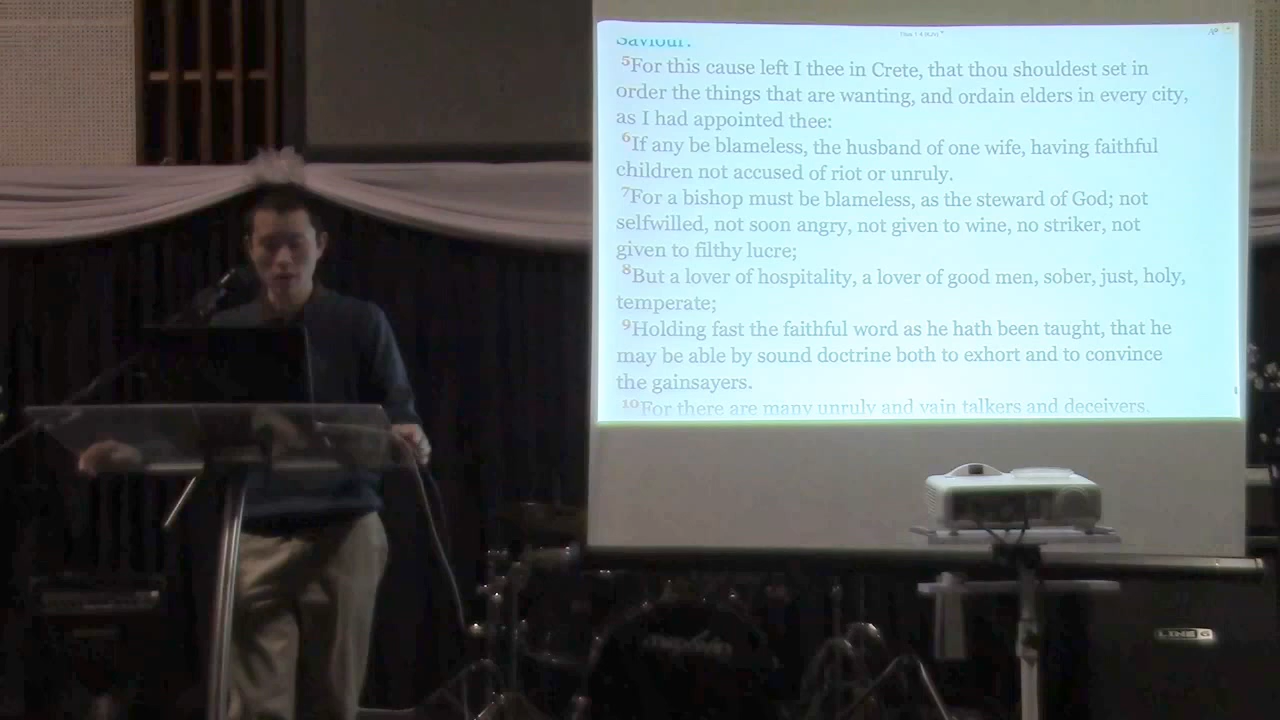 Saviour.
5For this cause left I thee in Crete, that thou shouldest set in
order the things that are wanting, and ordain elders in every city,
as I had appointed thee:
6If any be blameless, the husband of one wife, having faithful
children not accused of riot or unruly.
7For a bishop must be blameless, as the steward of God; not
selfwilled, not soon angry, not given to wine, no striker, not
given to filthy lucre;
8But a lover of hospitality, a lover of good men, sober, just, holy,
temperate;
9Holding fast the faithful word as he hath been taught, that he
may be able by sound doctrine both to exhort and to convince
the gainsayers.
10For there are many unruly and vain talkers and deceivers,
LINE 6